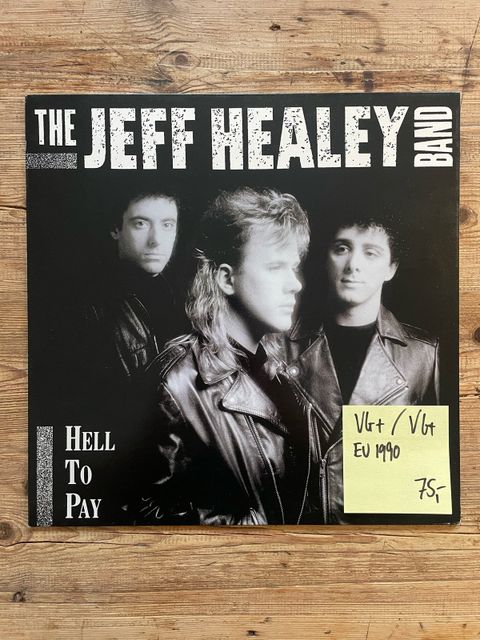 THE JEFF HEALEY BAND
HELL
TO
PAY
VG+ / VG+
EU 1990
75,-